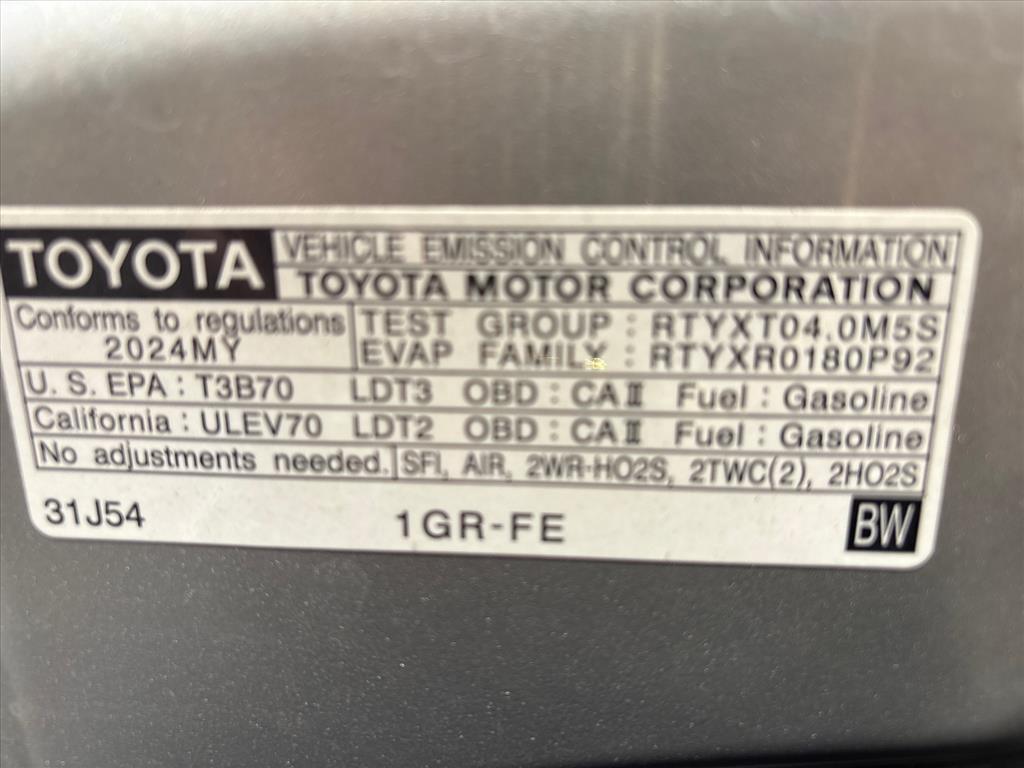 TOYOTA VEHICLE EMISSION CONTROL INFORMATION
TOYOTA MOTOR CORPORATION
Conforms to regulations
2024MY
TEST GROUP : RTYXT04.0M5S
EVAP FAMILY : RTYXR0180P92
U. S. EPA : T3B70 LDT3 OBD : CAⅡ Fuel : Gasoline
California : ULEV70 LDT2 OBD : CAⅡ Fuel : Gasoline
No adjustments needed. SFI, AIR, 2WR-HO2S, 2TWC(2), 2HO2S
31J54 1GR-FE BW